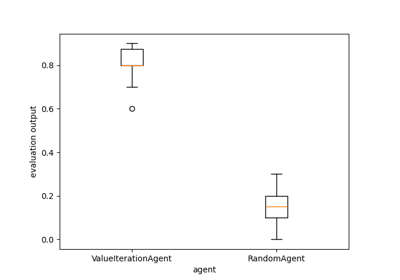 evaluation output
0.8
0.6
0.4
0.2
0.0
ValueIterationAgent
RandomAgent
agent